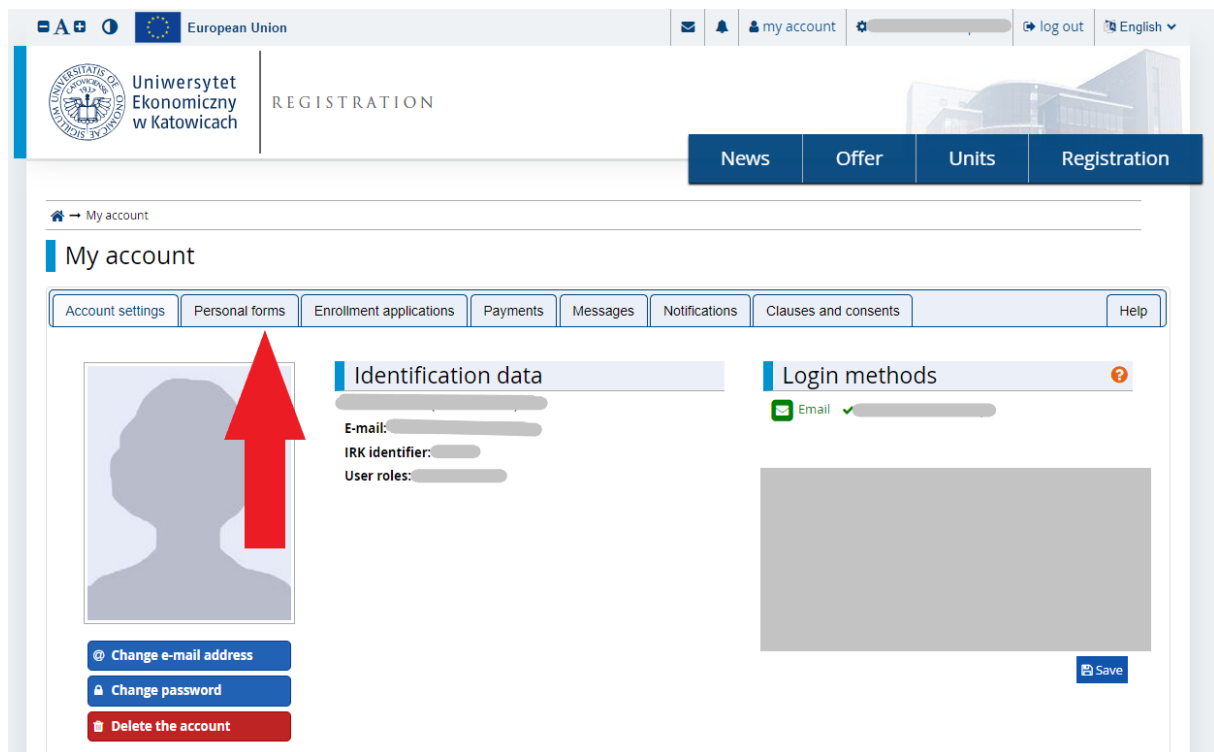 A European Union my account log out English
Uniwersytet
Ekonomiczny
w Katowicach
REGISTRATION
News Offer Units Registration
→ My account
My account
Account settings Personal forms Enrollment applications Payments Messages Notifications Clauses and consents Help
Identification data
E-mail:
IRK identifier:
User roles:
Login methods ?
Email
@ Change e-mail address
Change password
Delete the account
Save